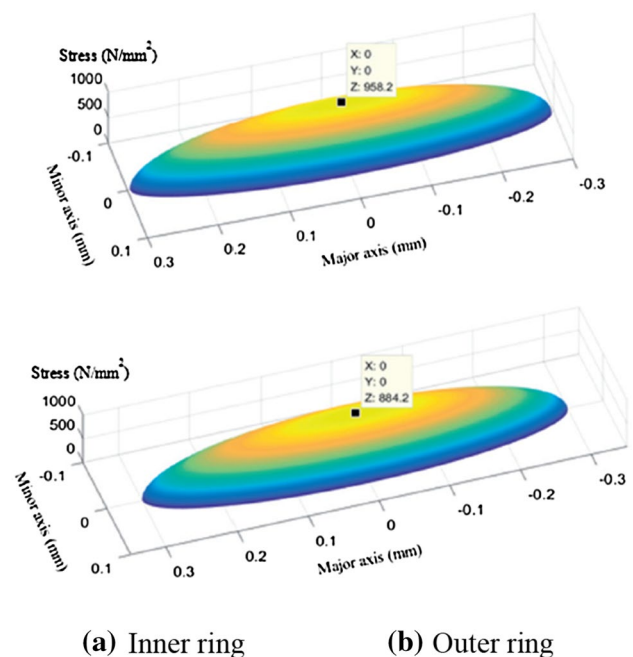 Stress (N/mm²)
1000
500
0
-0.1
0
0.1
Minor axis (mm)
X: 0
Y: 0
Z: 958.2
0.3
0.2
0.1
0
-0.1
-0.2
-0.3
Major axis (mm)
Stress (N/mm²)
1000
500
0
-0.1
0
0.1
Minor axis (mm)
X: 0
Y: 0
Z: 884.2
0.3
0.2
0.1
0
-0.1
-0.2
-0.3
Major axis (mm)
(a) Inner ring
(b) Outer ring